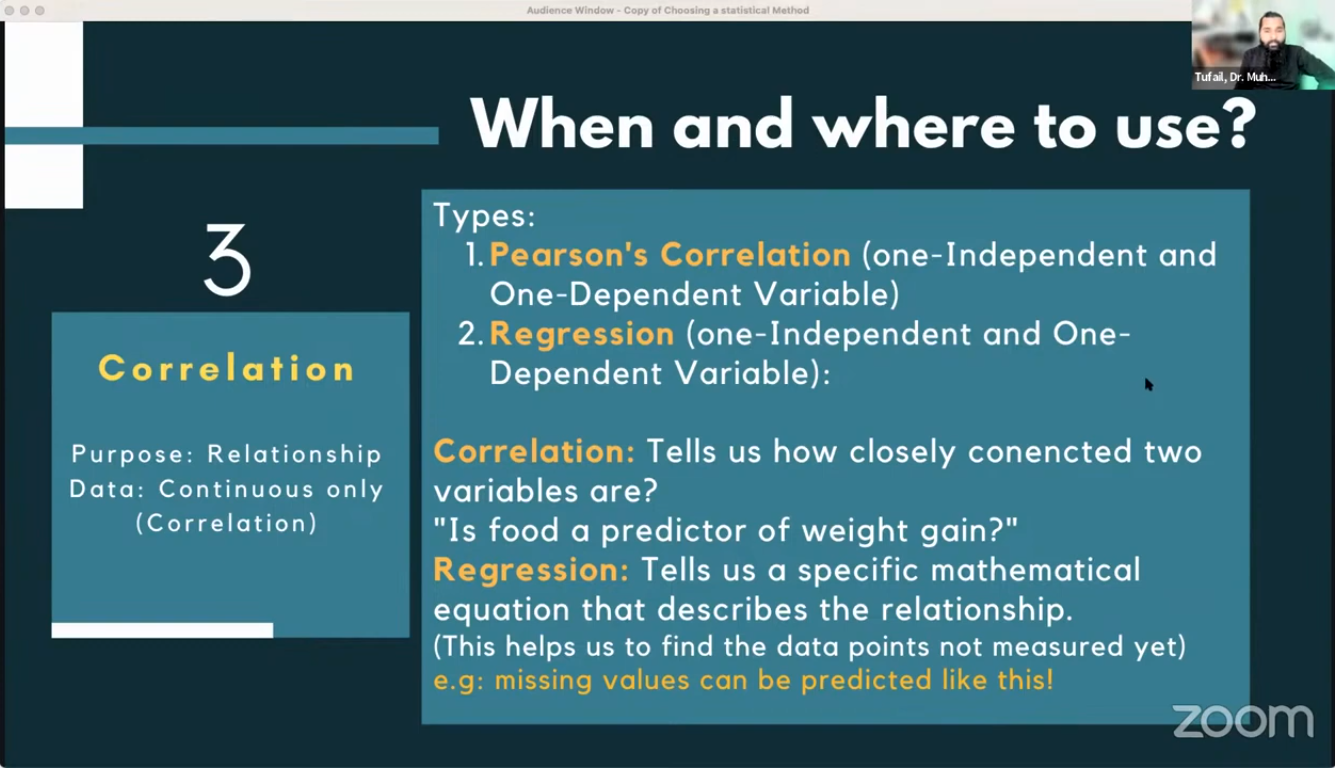 Audience Window - Copy of Choosing a statistical Method
Tufail, Dr. Muh...
When and where to use?
3
Correlation
Purpose: Relationship
Data: Continuous only
(Correlation)
Types:
1. Pearson's Correlation (one-Independent and
One-Dependent Variable)
2. Regression (one-Independent and One-
Dependent Variable):
Correlation: Tells us how closely conencted two
variables are?
"Is food a predictor of weight gain?"
Regression: Tells us a specific mathematical
equation that describes the relationship.
(This helps us to find the data points not measured yet)
e.g: missing values can be predicted like this!
zoom